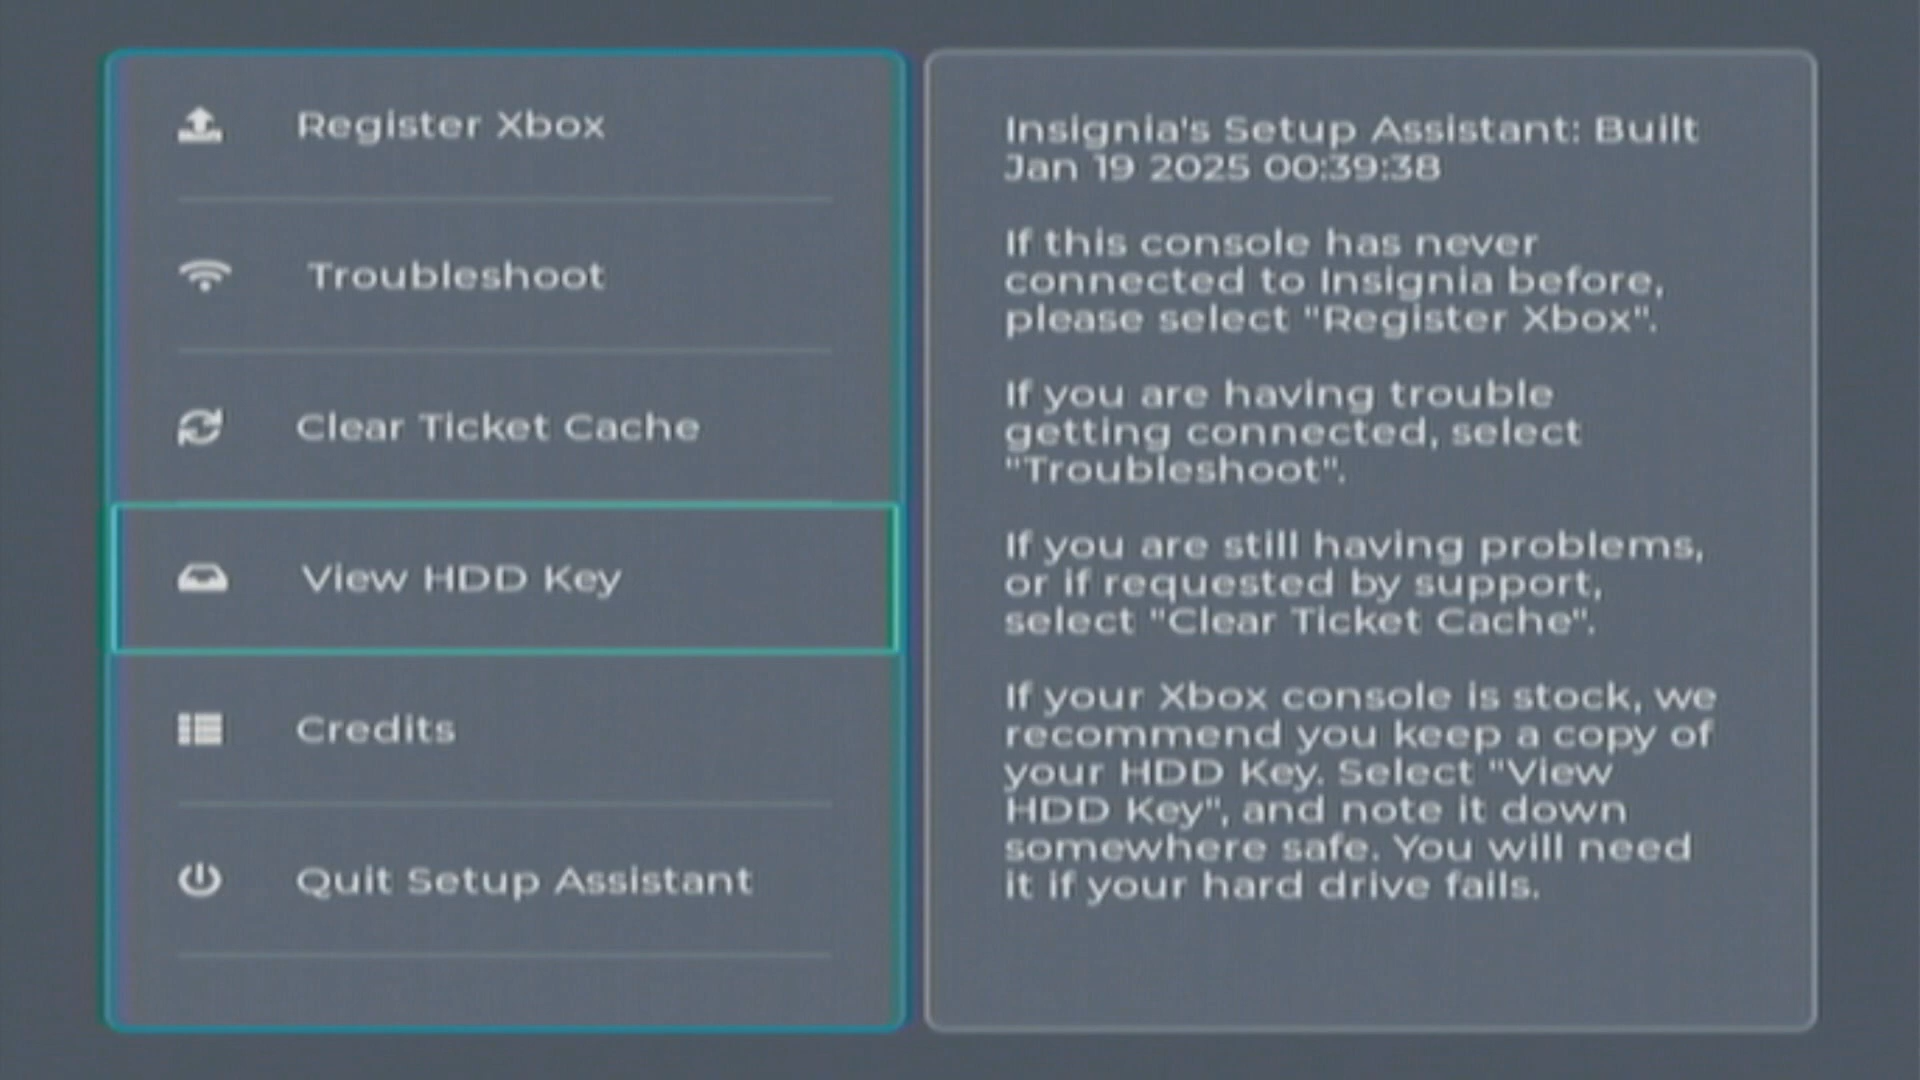 Register Xbox
Troubleshoot
Clear Ticket Cache
View HDD Key
Credits
Quit Setup Assistant
Insignia's Setup Assistant: Built
Jan 19 2025 00:39:38
If this console has never
connected to Insignia before,
please select "Register Xbox".
If you are having trouble
getting connected, select
"Troubleshoot".
If you are still having problems,
or if requested by support,
select "Clear Ticket Cache".
If your Xbox console is stock, we
recommend you keep a copy of
your HDD Key. Select "View
HDD Key", and note it down
somewhere safe. You will need
it if your hard drive fails.